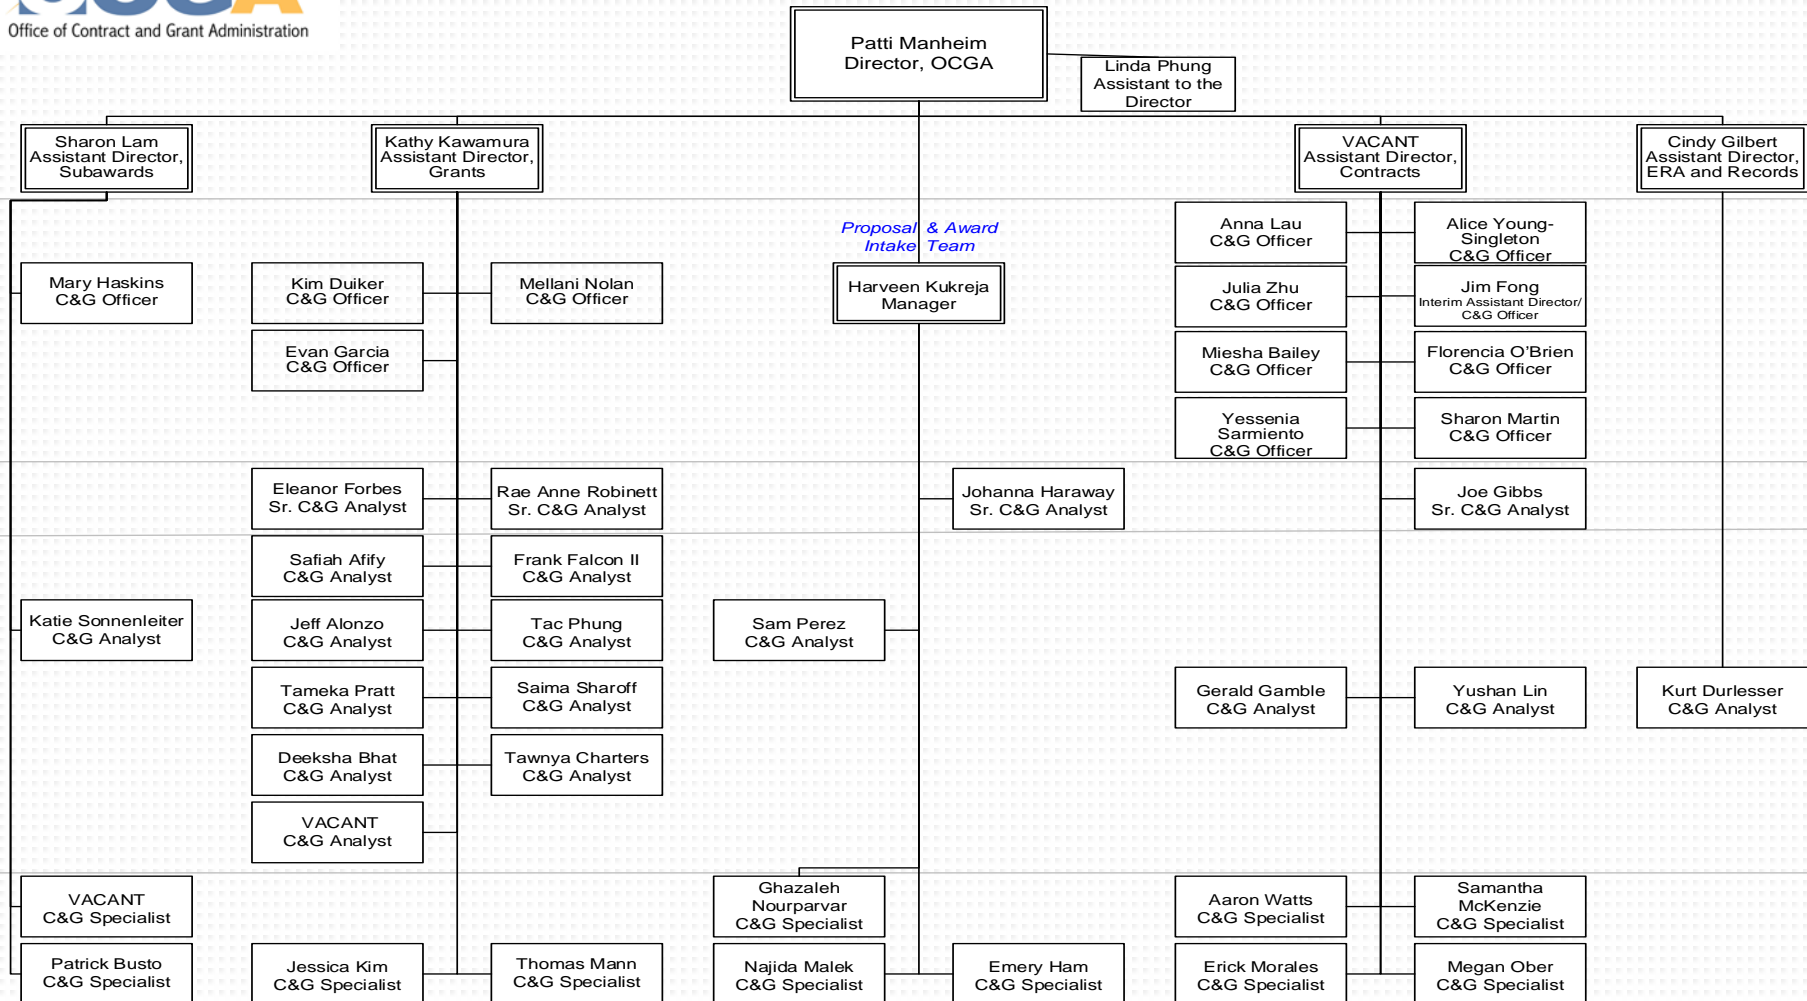 OCGA
Office of Contract and Grant Administration
Patti Manheim
Director, OCGA
Linda Phung
Assistant to the
Director
Sharon Lam
Assistant Director,
Subawards
Kathy Kawamura
Assistant Director,
Grants
VACANT
Assistant Director,
Contracts
Cindy Gilbert
Assistant Director,
ERA and Records
Proposal & Award
Intake Team
Anna Lau
C&G Officer
Alice Young-
Singleton
C&G Officer
Mary Haskins
C&G Officer
Kim Duiker
C&G Officer
Mellani Nolan
C&G Officer
Harveen Kukreja
Manager
Julia Zhu
C&G Officer
Jim Fong
Interim Assistant Director/
C&G Officer
Evan Garcia
C&G Officer
Miesha Bailey
C&G Officer
Florencia O’Brien
C&G Officer
Yessenia
Sarmiento
C&G Officer
Sharon Martin
C&G Officer
Eleanor Forbes
Sr. C&G Analyst
Rae Anne Robinett
Sr. C&G Analyst
Johanna Haraway
Sr. C&G Analyst
Joe Gibbs
Sr. C&G Analyst
Safiah Afify
C&G Analyst
Frank Falcon II
C&G Analyst
Katie Sonnenleiter
C&G Analyst
Jeff Alonzo
C&G Analyst
Tac Phung
C&G Analyst
Sam Perez
C&G Analyst
Tameka Pratt
C&G Analyst
Saima Sharoff
C&G Analyst
Gerald Gamble
C&G Analyst
Yushan Lin
C&G Analyst
Kurt Durlesser
C&G Analyst
Deeksha Bhat
C&G Analyst
Tawnya Charters
C&G Analyst
VACANT
C&G Analyst
VACANT
C&G Specialist
Ghazaleh
Nourparvar
C&G Specialist
Aaron Watts
C&G Specialist
Samantha
McKenzie
C&G Specialist
Patrick Busto
C&G Specialist
Jessica Kim
C&G Specialist
Thomas Mann
C&G Specialist
Najida Malek
C&G Specialist
Emery Ham
C&G Specialist
Erick Morales
C&G Specialist
Megan Ober
C&G Specialist